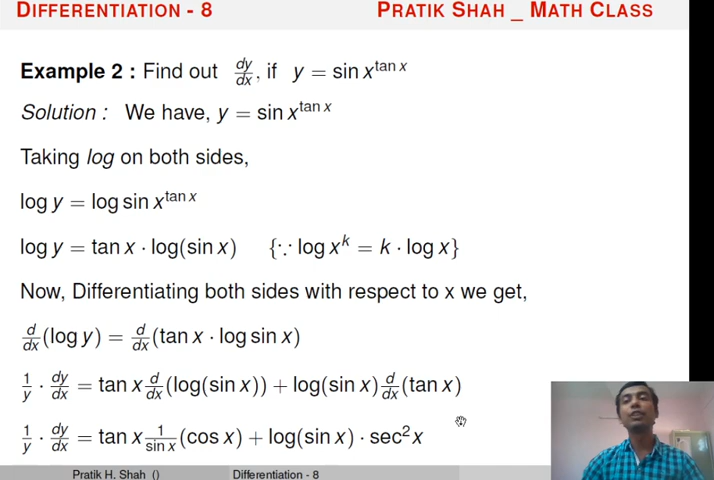 DIFFERENTIATION - 8 PRATIK SHAH _ MATH CLASS
Example 2 : Find out dy/dx, if y = sin x^tan x
Solution : We have, y = sin x^tan x
Taking log on both sides,
log y = log sin x^tan x
log y = tan x · log(sin x) {∵ log x^k = k · log x}
Now, Differentiating both sides with respect to x we get,
d/dx(log y) = d/dx(tan x · log sin x)
1/y · dy/dx = tan x d/dx(log(sin x)) + log(sin x) d/dx(tan x)
1/y · dy/dx = tan x 1/sin x(cos x) + log(sin x) · sec²x
Pratik H. Shah () Differentiation - 8